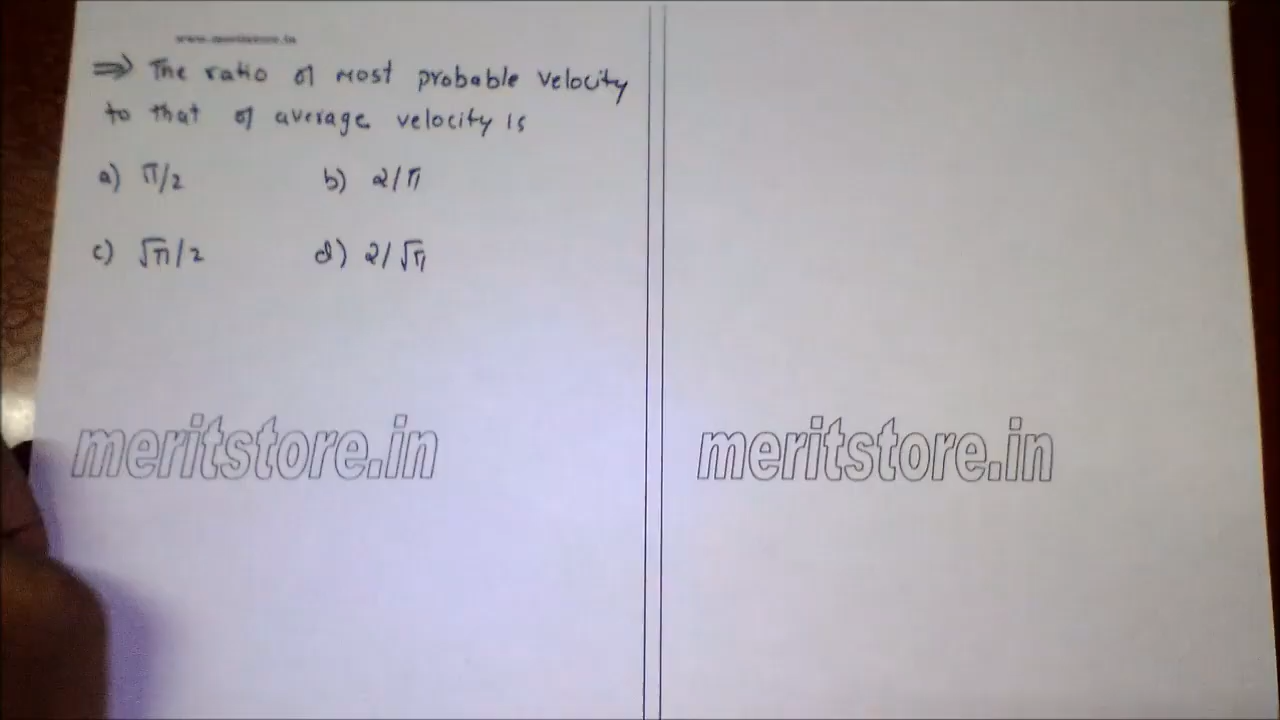 ⇒ The ratio of most probable velocity
to that of average velocity is
a) π/2 b) 2/π
c) √π/2 d) 2/√π
meritstore.in meritstore.in